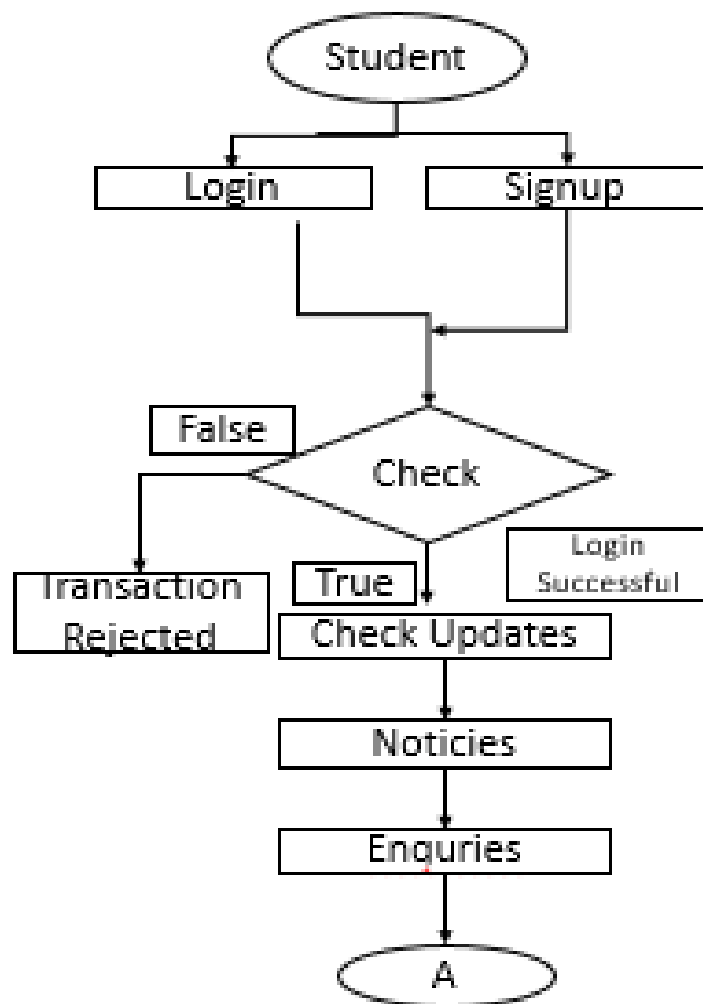 Student
Login
Signup
False
Check
Login
Successful
True
Transaction
Rejected
Check Updates
Noticies
Enquries
A